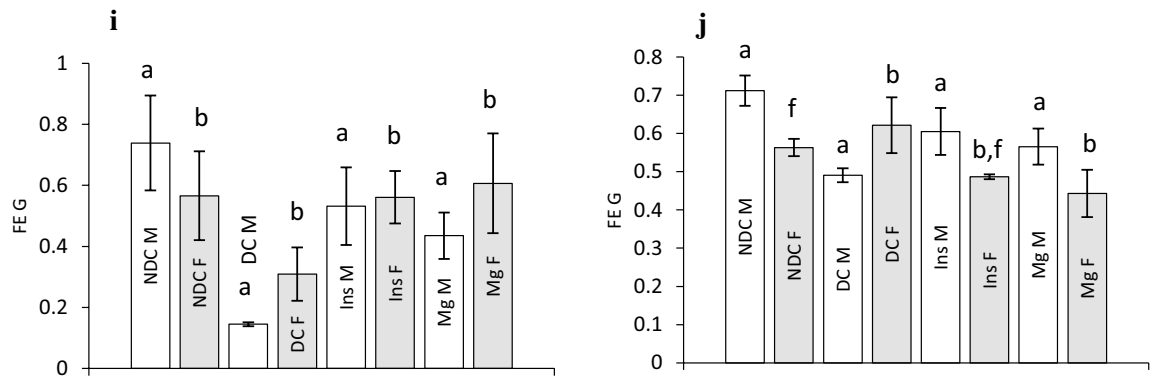 i
1
0.8
0.6
0.4
0.2
0
FE G
a
b
a
b
a
b
a
b
NDC M
NDC F
DC M
DC F
Ins M
Ins F
Mg M
Mg F
j
0.8
0.7
0.6
0.5
0.4
0.3
0.2
0.1
0
FE G
a
f
a
b
a
b,f
a
b
NDC M
NDC F
DC M
DC F
Ins M
Ins F
Mg M
Mg F